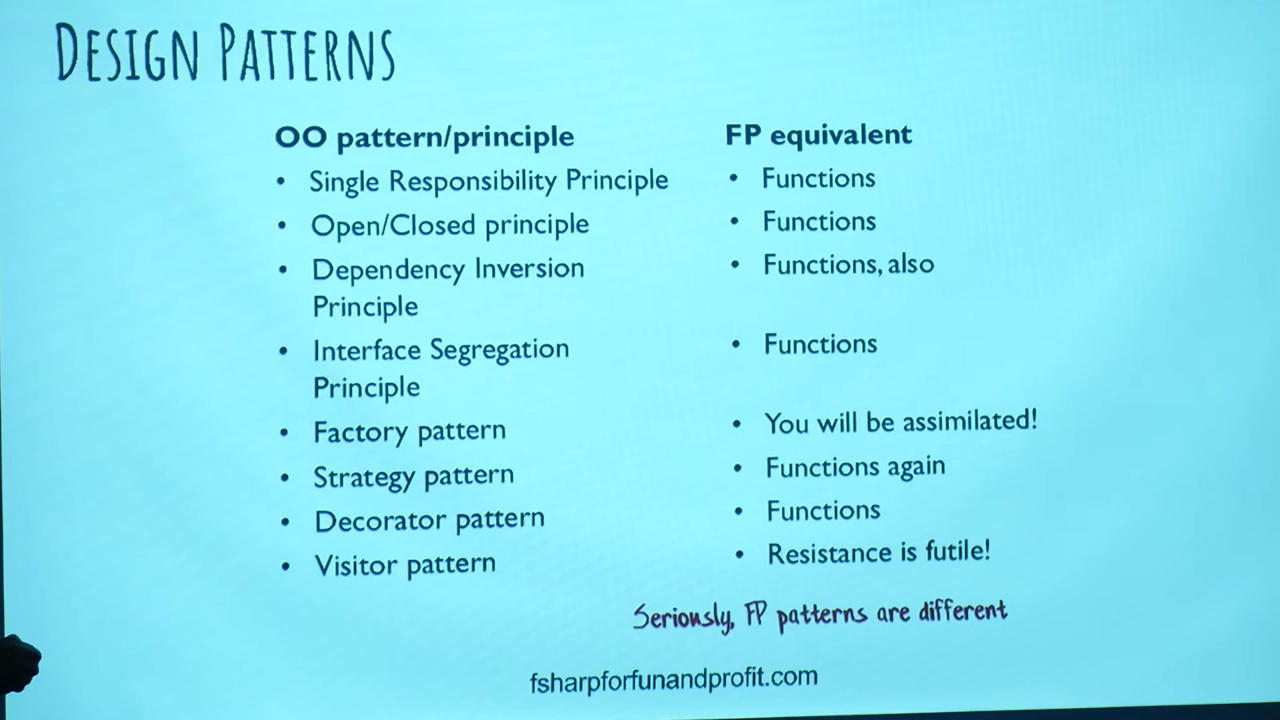 DESIGN PATTERNS
OO pattern/principle
• Single Responsibility Principle
• Open/Closed principle
• Dependency Inversion
Principle
• Interface Segregation
Principle
• Factory pattern
• Strategy pattern
• Decorator pattern
• Visitor pattern
FP equivalent
• Functions
• Functions
• Functions, also
• Functions
• You will be assimilated!
• Functions again
• Functions
• Resistance is futile!
Seriously, FP patterns are different
fsharpforfunandprofit.com